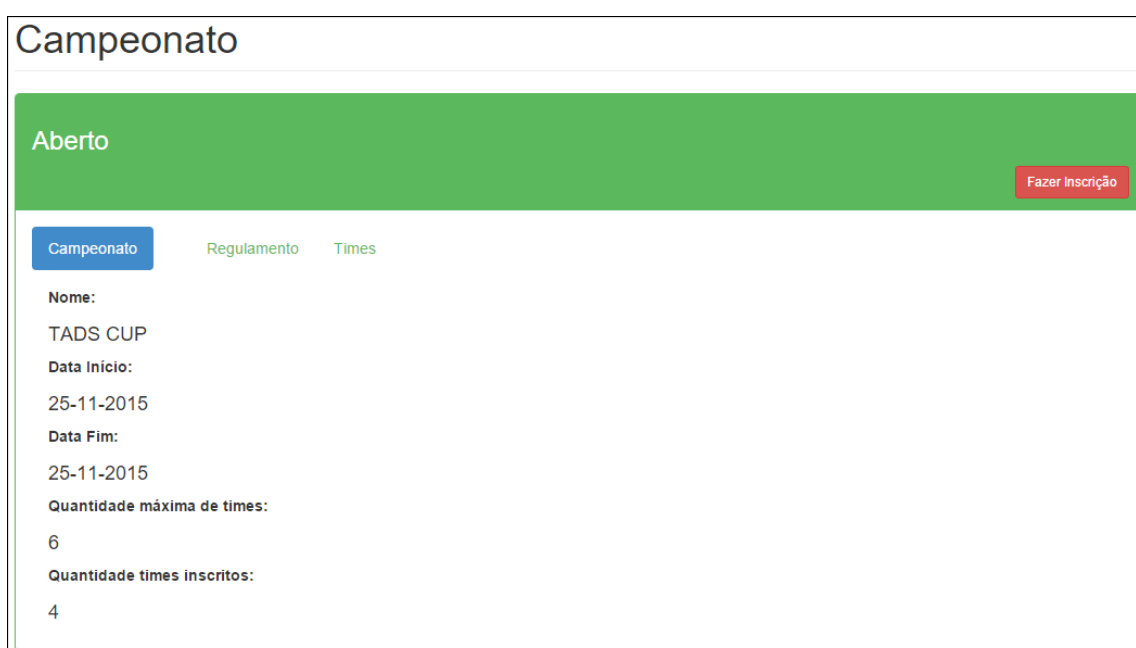 Campeonato
Aberto
Fazer Inscrição
Campeonato Regulamento Times
Nome:
TADS CUP
Data Início:
25-11-2015
Data Fim:
25-11-2015
Quantidade máxima de times:
6
Quantidade times inscritos:
4